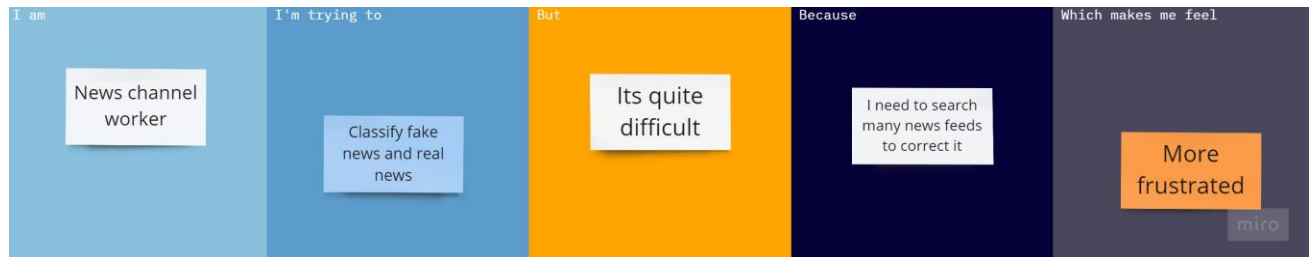 I am
News channel
worker
I'm trying to
Classify fake
news and real
news
But
Its quite
difficult
Because
I need to search
many news feeds
to correct it
Which makes me feel
More
frustrated
miro